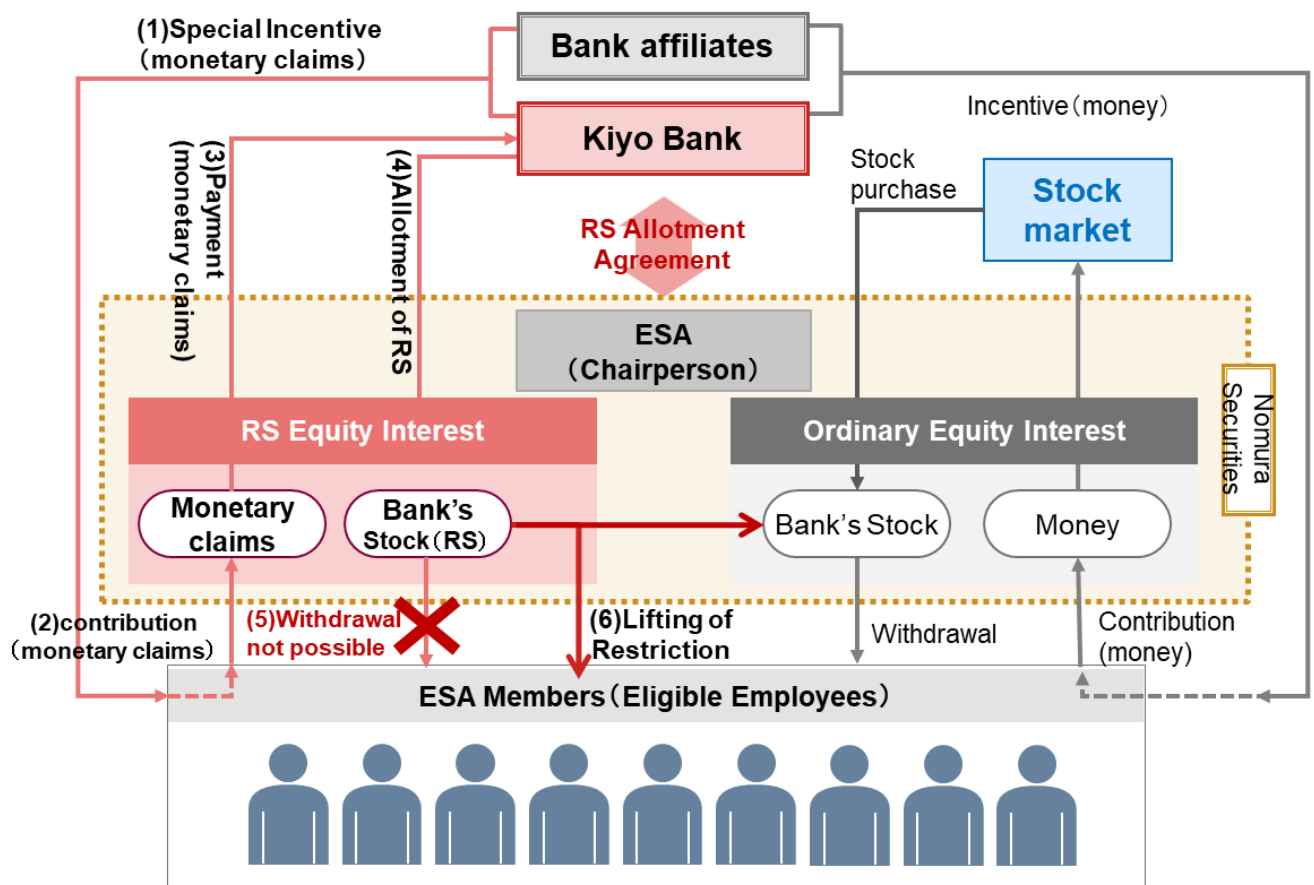 (1)Special Incentive
(monetary claims)
Bank affiliates
Kiyo Bank
Incentive(money)
(3)Payment
(monetary claims)
(4)Allotment of RS
Stock
purchase
Stock
market
RS Allotment
Agreement
ESA
(Chairperson)
Nomura
Securities
RS Equity Interest
Ordinary Equity Interest
Monetary
claims
Bank's
Stock(RS)
Bank's Stock
Money
(2)contribution
(monetary claims)
(5)Withdrawal
not possible
(6)Lifting of
Restriction
Withdrawal
Contribution
(money)
ESA Members(Eligible Employees)